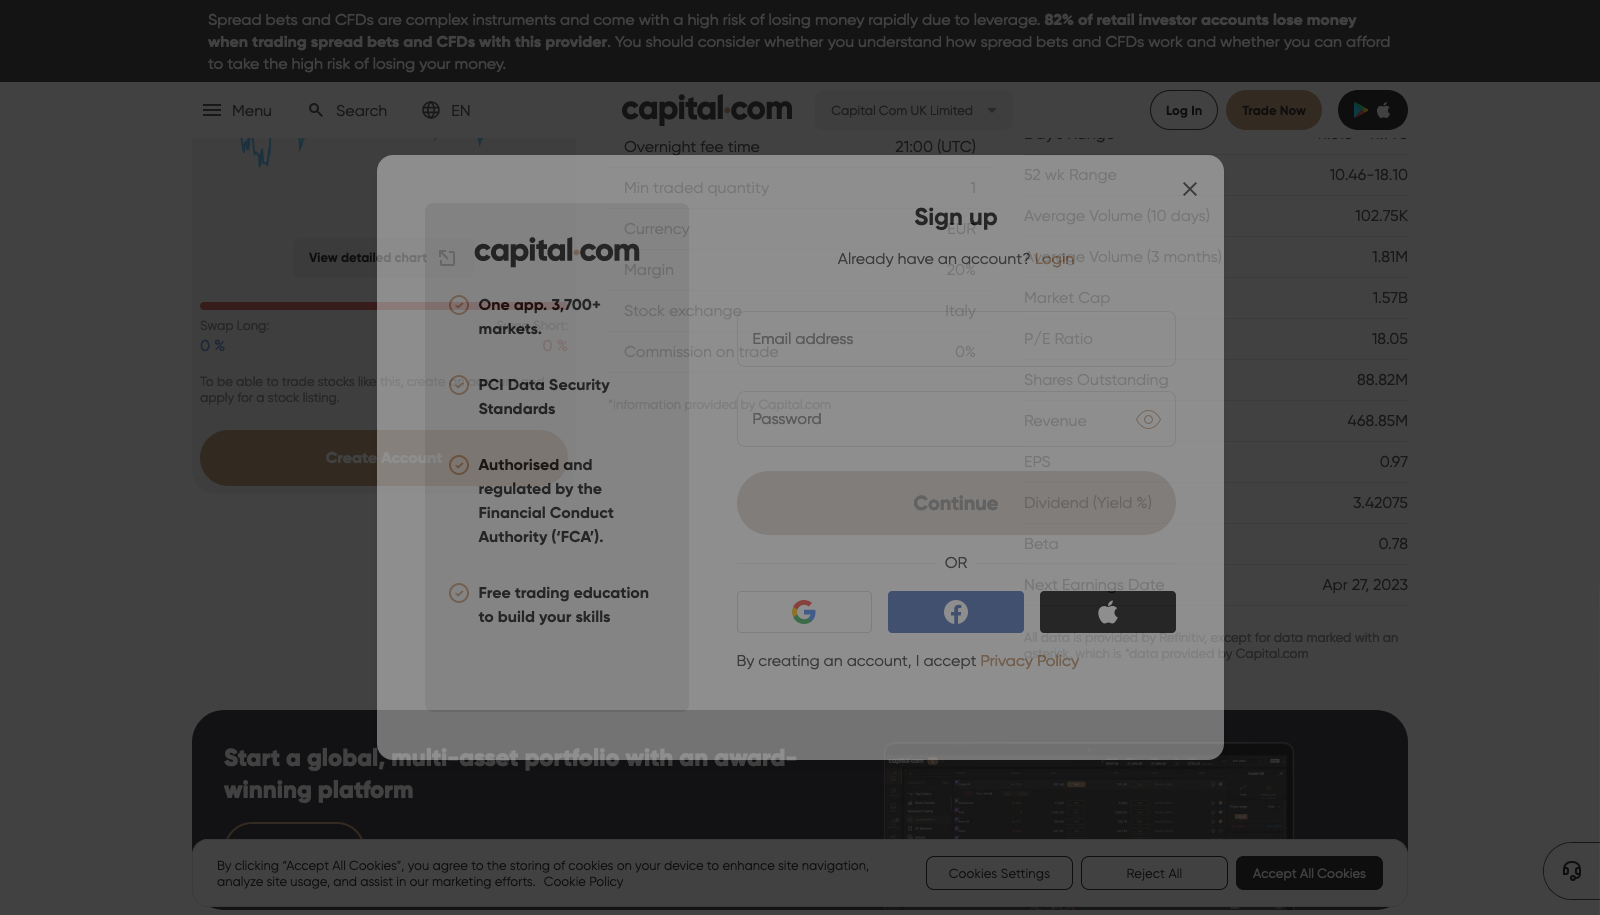 Spread bets and CFDs are complex instruments and come with a high risk of losing money rapidly due to leverage. 82% of retail investor accounts lose money
when trading spread bets and CFDs with this provider. You should consider whether you understand how spread bets and CFDs work and whether you can afford
to take the high risk of losing your money.
Menu
Search
EN
capital.com
Capital Com UK Limited
Log In
Trade Now
View detailed chart
Swap Long:
0 %
Short:
0 %
To be able to trade stocks like this, create
apply for a stock listing.
Create Account
Overnight fee time 21:00 (UTC)
Min traded quantity 1
Currency EUR
Margin 20%
Stock exchange Italy
Commission on trade 0%
*Information provided by Capital.com
52 wk Range 10.46-18.10
Average Volume (10 days) 102.75K
Average Volume (3 months) 1.81M
Market Cap 1.57B
P/E Ratio 18.05
Shares Outstanding 88.82M
Revenue 468.85M
EPS 0.97
Dividend (Yield %) 3.42075
Beta 0.78
Next Earnings Date Apr 27, 2023
All data is provided by Refinitiv, except for data marked with an
asterisk, which is *data provided by Capital.com
capital.com
One app. 3,700+
markets.
PCI Data Security
Standards
Authorised and
regulated by the
Financial Conduct
Authority (‘FCA’).
Free trading education
to build your skills
Sign up
Already have an account? Login
Email address
Password
Continue
OR
By creating an account, I accept Privacy Policy
Start a global, multi-asset portfolio with an award-
winning platform
By clicking “Accept All Cookies”, you agree to the storing of cookies on your device to enhance site navigation,
analyze site usage, and assist in our marketing efforts. Cookie Policy
Cookies Settings
Reject All
Accept All Cookies